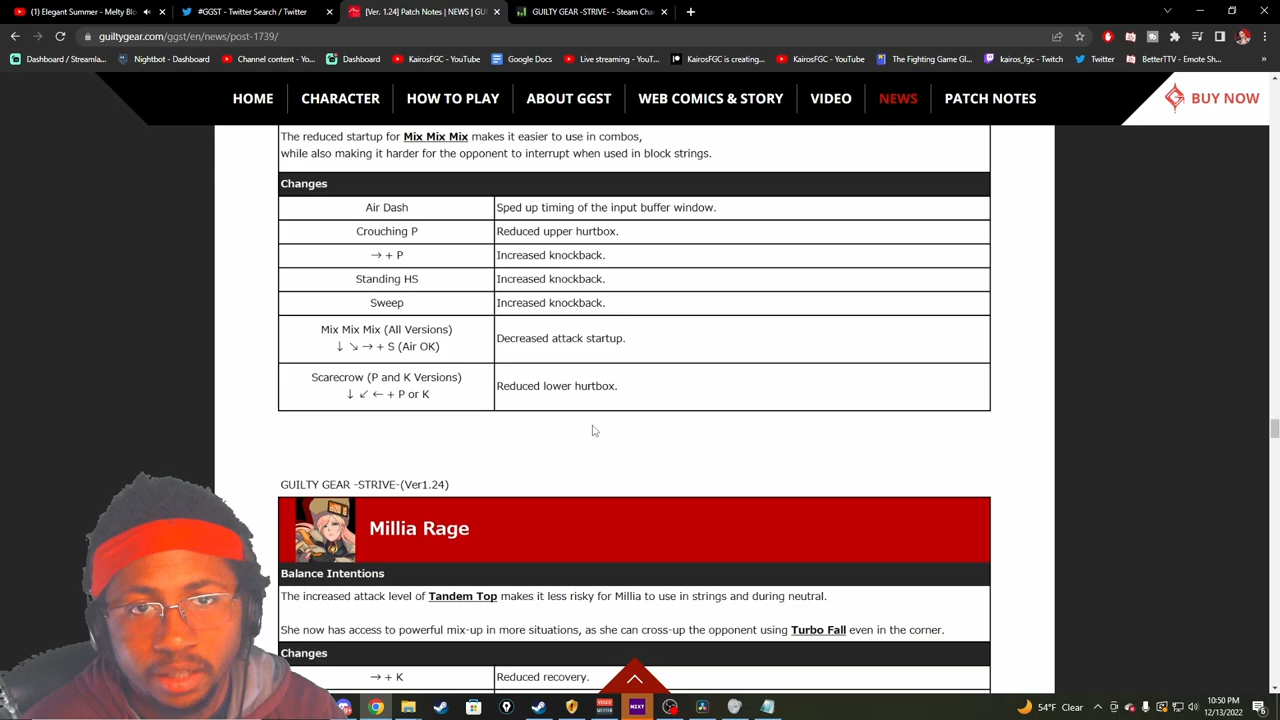 (1) Elegant Summer - Melty Blo
#GGST - Twitter Search / Twitter
[Ver. 1.24] Patch Notes | NEWS | GUI
GUILTY GEAR -STRIVE- - Steam Char
guiltygear.com/ggst/en/news/post-1739/
Dashboard / Streamla...
Nightbot - Dashboard
Channel content - Yo...
Dashboard
KairosFGC - YouTube
Google Docs
Live streaming - YouT...
KairosFGC is creating...
KairosFGC - YouTube
The Fighting Game Gl...
kairos_fgc - Twitch
Twitter
BetterTTV - Emote Sh...
HOME
CHARACTER
HOW TO PLAY
ABOUT GGST
WEB COMICS & STORY
VIDEO
NEWS
PATCH NOTES
BUY NOW
The reduced startup for Mix Mix Mix makes it easier to use in combos,
while also making it harder for the opponent to interrupt when used in block strings.
Changes
Air Dash
Sped up timing of the input buffer window.
Crouching P
Reduced upper hurtbox.
→ + P
Increased knockback.
Standing HS
Increased knockback.
Sweep
Increased knockback.
Mix Mix Mix (All Versions)
↓ ↘ → + S (Air OK)
Decreased attack startup.
Scarecrow (P and K Versions)
↓ ↙ ← + P or K
Reduced lower hurtbox.
GUILTY GEAR -STRIVE-(Ver1.24)
Millia Rage
Balance Intentions
The increased attack level of Tandem Top makes it less risky for Millia to use in strings and during neutral.
She now has access to powerful mix-up in more situations, as she can cross-up the opponent using Turbo Fall even in the corner.
Changes
→ + K
Reduced recovery.
54°F Clear
10:50 PM
12/13/2022